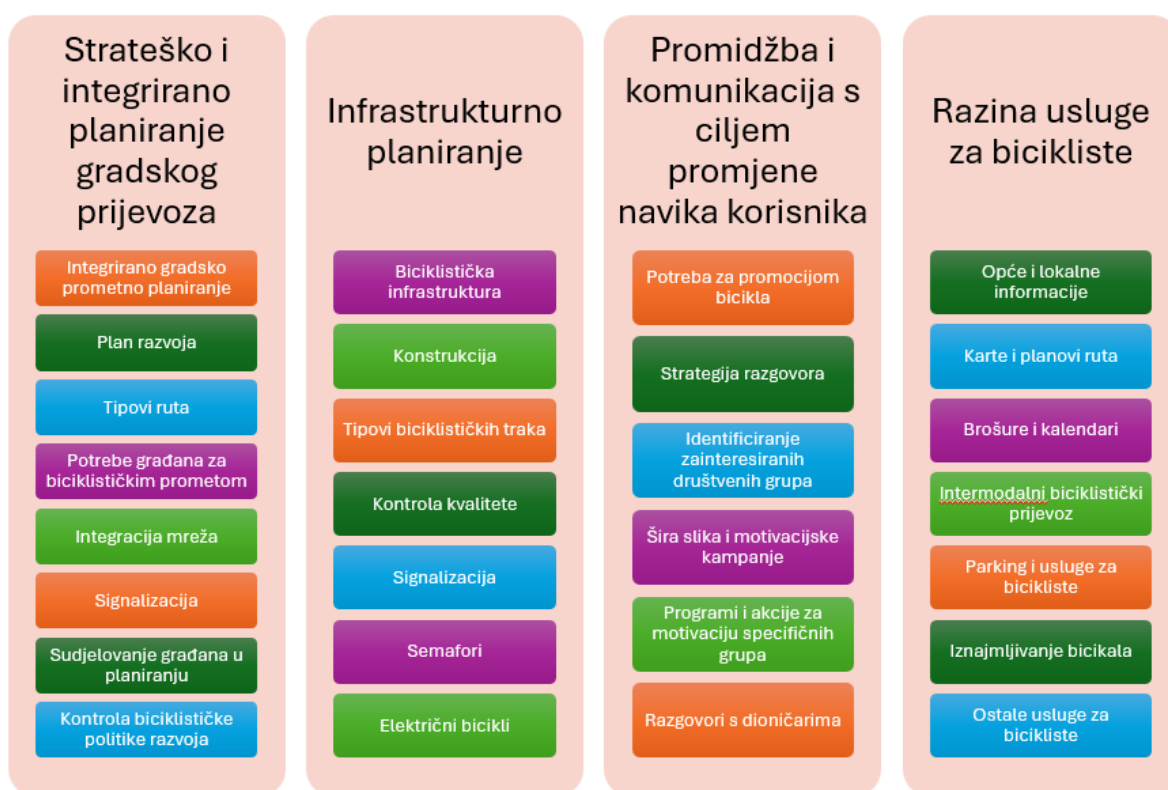 Strateško i
integrirano
planiranje
gradskog
prijevoza
Integrirano gradsko
prometno planiranje
Plan razvoja
Tipovi ruta
Potrebe građana za
biciklističkim prometom
Integracija mreža
Signalizacija
Sudjelovanje građana u
planiranju
Kontrola biciklističke
politike razvoja
Infrastrukturno
planiranje
Biciklistička
infrastruktura
Konstrukcija
Tipovi biciklističkih traka
Kontrola kvalitete
Signalizacija
Semafori
Električni bicikli
Promidžba i
komunikacija s
ciljem
promjene
navika korisnika
Potreba za promocijom
bicikla
Strategija razgovora
Identificiranje
zainteresiranih
društvenih grupa
Šira slika i motivacijske
kampanje
Programi i akcije za
motivaciju specifičnih
grupa
Razgovori s dioničarima
Razina usluge
za bicikliste
Opće i lokalne
informacije
Karte i planovi ruta
Brošure i kalendari
Intermodalni biciklistički
prijevoz
Parking i usluge za
bicikliste
Iznajmljivanje bicikala
Ostale usluge za
bicikliste